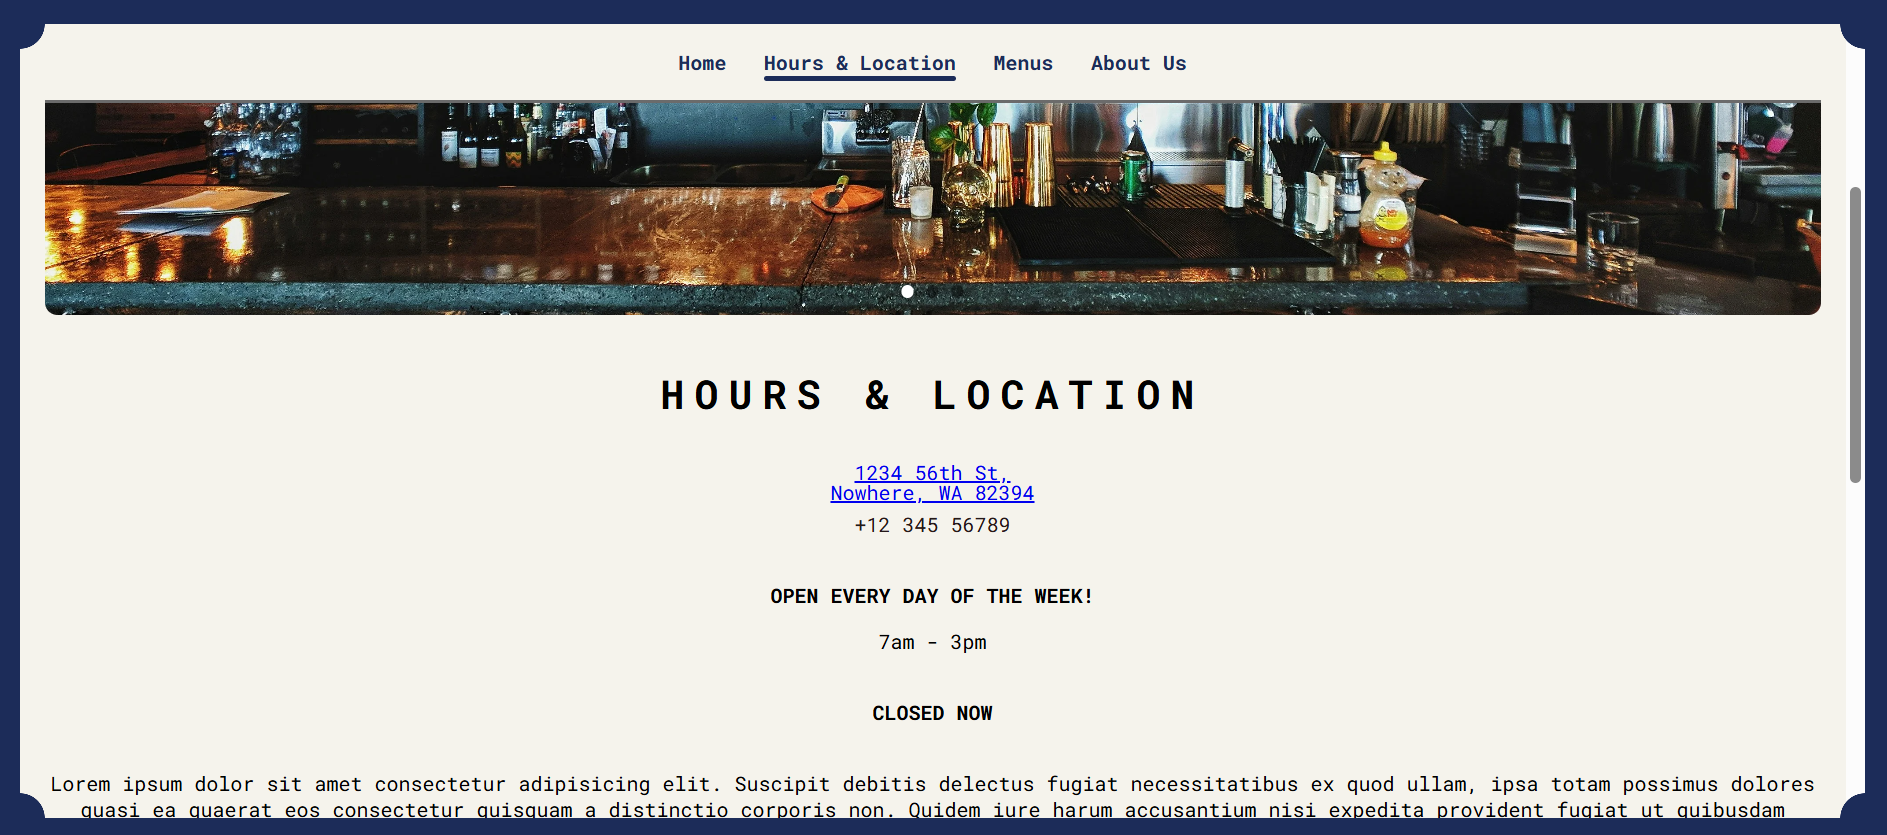 Home Hours & Location Menus About Us
HOURS & LOCATION
1234 56th St,
Nowhere, WA 82394
+12 345 56789
OPEN EVERY DAY OF THE WEEK!
7am - 3pm
CLOSED NOW
Lorem ipsum dolor sit amet consectetur adipisicing elit. Suscipit debitis delectus fugiat necessitatibus ex quod ullam, ipsa totam possimus dolores
quasi ea quaerat eos consectetur quisquam a distinctio corporis non. Quidem iure harum accusantium nisi expedita provident fugiat ut quibusdam